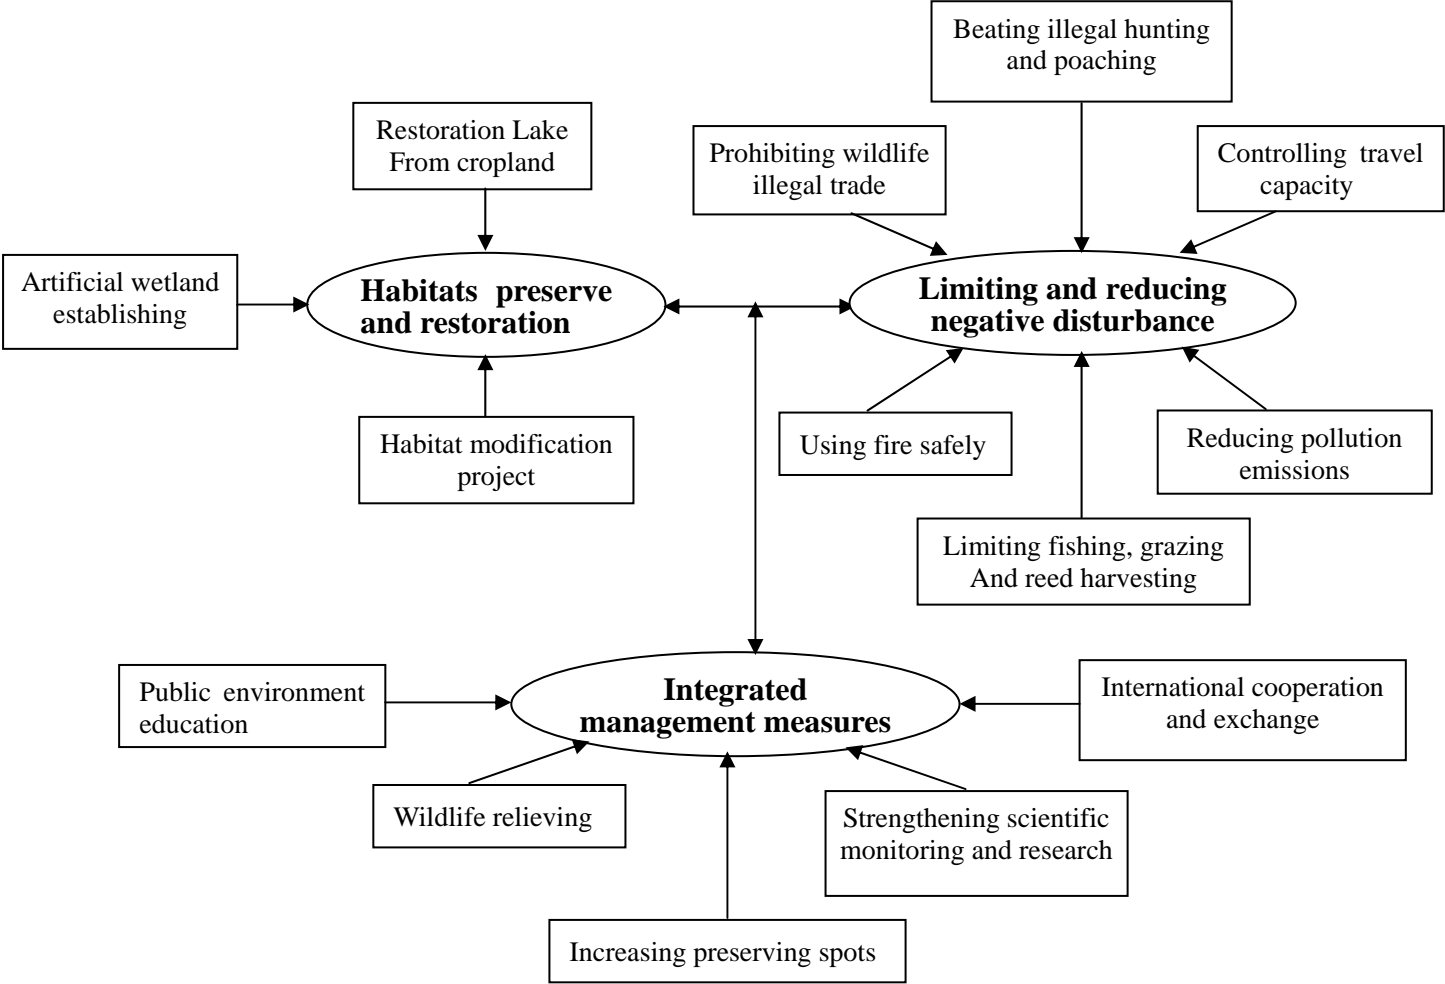 Beating illegal hunting
and poaching
Restoration Lake
From cropland
Prohibiting wildlife
illegal trade
Controlling travel
capacity
Artificial wetland
establishing
Habitats preserve
and restoration
Limiting and reducing
negative disturbance
Habitat modification
project
Using fire safely
Reducing pollution
emissions
Limiting fishing, grazing
And reed harvesting
Public environment
education
Integrated
management measures
International cooperation
and exchange
Wildlife relieving
Strengthening scientific
monitoring and research
Increasing preserving spots